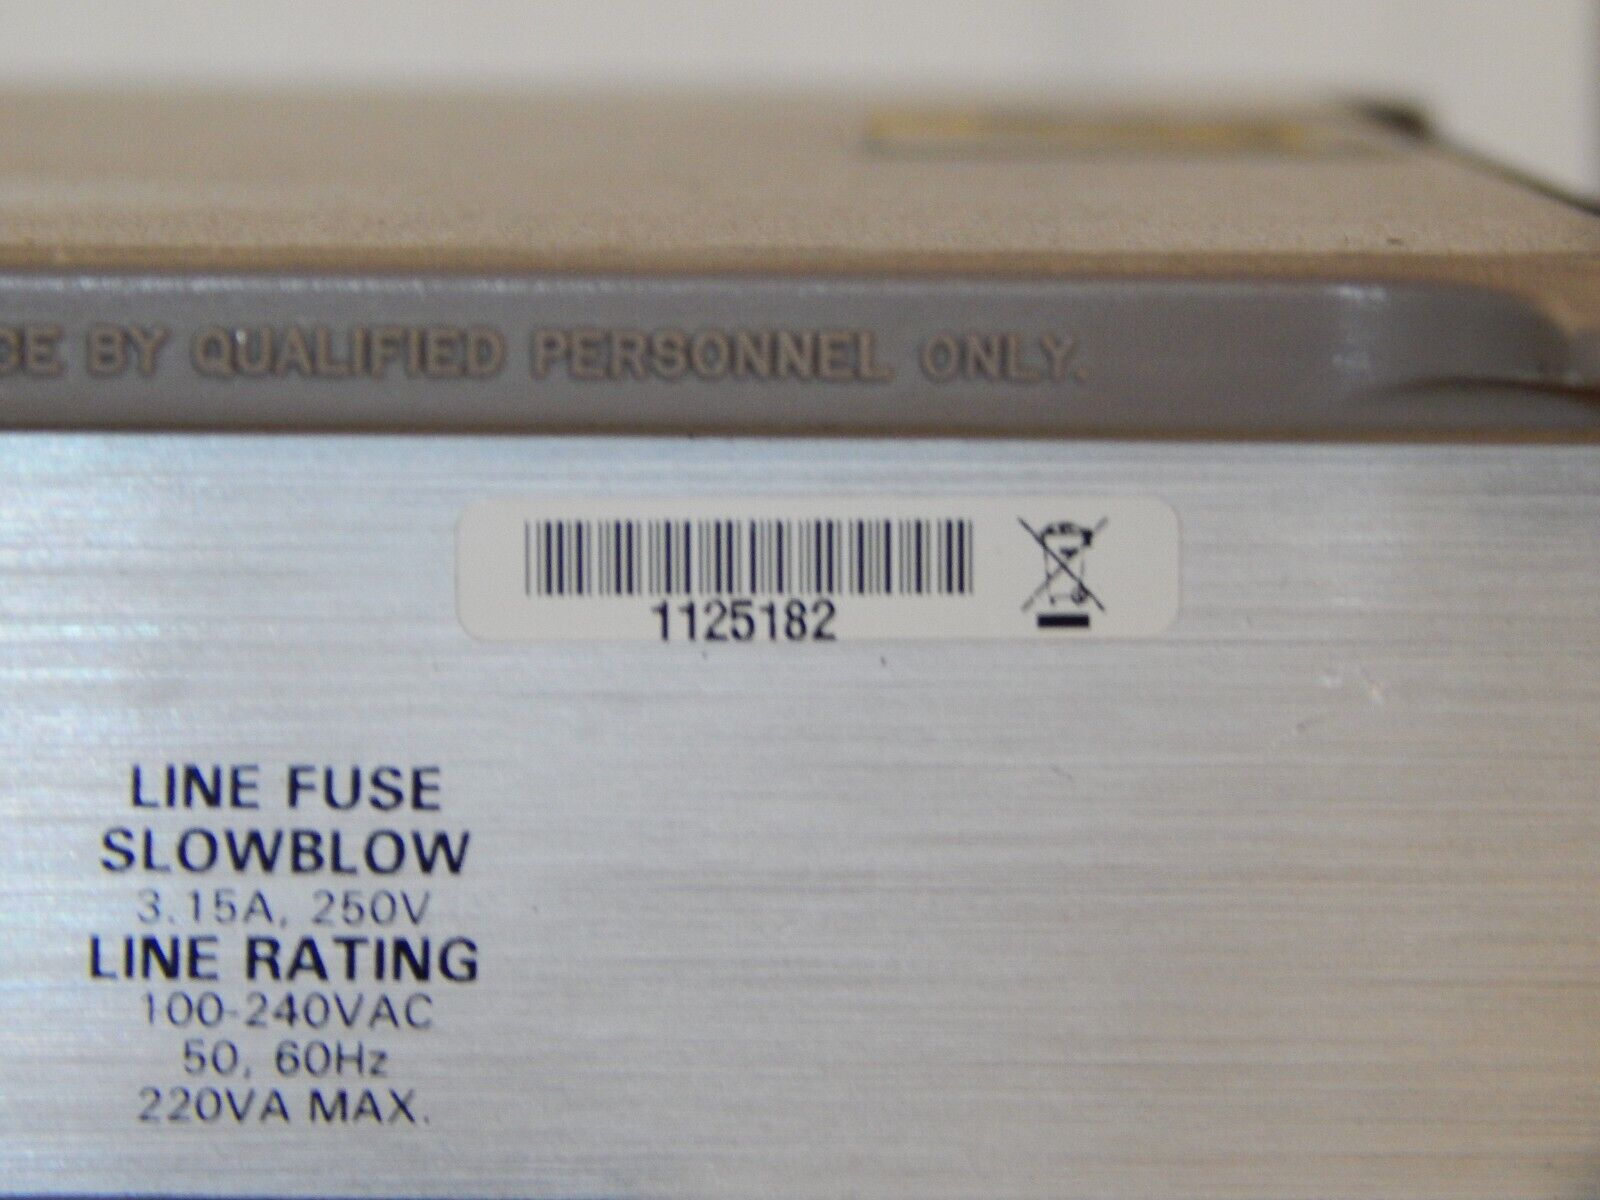 BY QUALIFIED PERSONNEL ONLY.
1125182
LINE FUSE
SLOWBLOW
3.15A, 250V
LINE RATING
100-240VAC
50, 60Hz
220VA MAX.